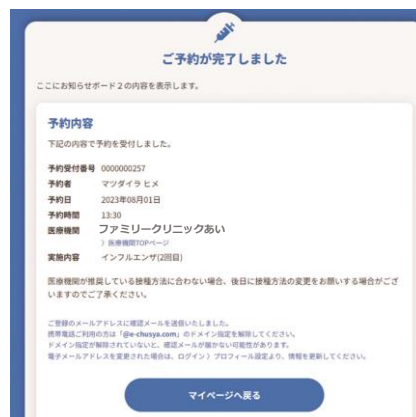 ご予約が完了しました
ここにお知らせボード２の内容を表示します。
予約内容
下記の内容で予約を受付しました。
予約受付番号 0000000257
予約者 マツダイラ ヒメ
予約日 2023年08月01日
予約時間 13:30
医療機関 ファミリークリニックあい
〉医療機関TOPページ
実施内容 インフルエンザ(2回目)
医療機関が推奨している接種方法に合わない場合、後日に接種方法の変更をお願いする場合がござ
いますのでご了承ください。
ご登録のメールアドレスに確認メールを送信いたしました。
携帯電話ご利用の方は「@e-chusya.com」のドメイン指定を解除してください。
ドメイン指定が解除されていないと、確認メールが届かない可能性があります。
電子メールアドレスを変更された場合は、ログイン 〉プロフィール設定より、情報を更新してください。
マイページへ戻る